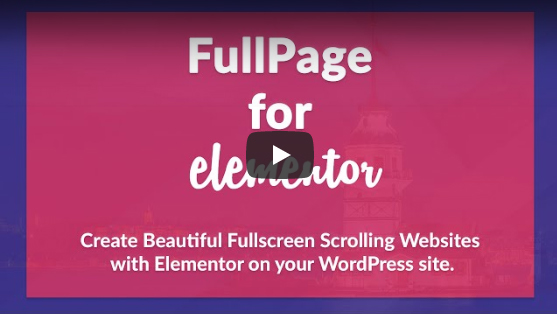 FullPage
for
elementor
Create Beautiful Fullscreen Scrolling Websites
with Elementor on your WordPress site.